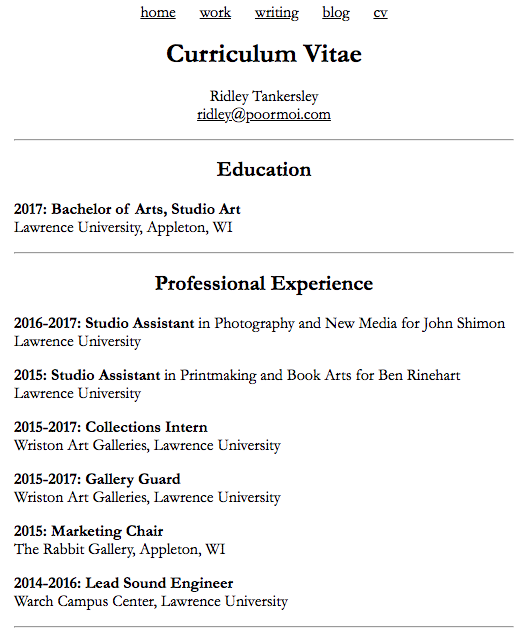 home work writing blog cv
Curriculum Vitae
Ridley Tankersley
ridley@poormoi.com
Education
2017: Bachelor of Arts, Studio Art
Lawrence University, Appleton, WI
Professional Experience
2016-2017: Studio Assistant in Photography and New Media for John Shimon
Lawrence University
2015: Studio Assistant in Printmaking and Book Arts for Ben Rinehart
Lawrence University
2015-2017: Collections Intern
Wriston Art Galleries, Lawrence University
2015-2017: Gallery Guard
Wriston Art Galleries, Lawrence University
2015: Marketing Chair
The Rabbit Gallery, Appleton, WI
2014-2016: Lead Sound Engineer
Warch Campus Center, Lawrence University